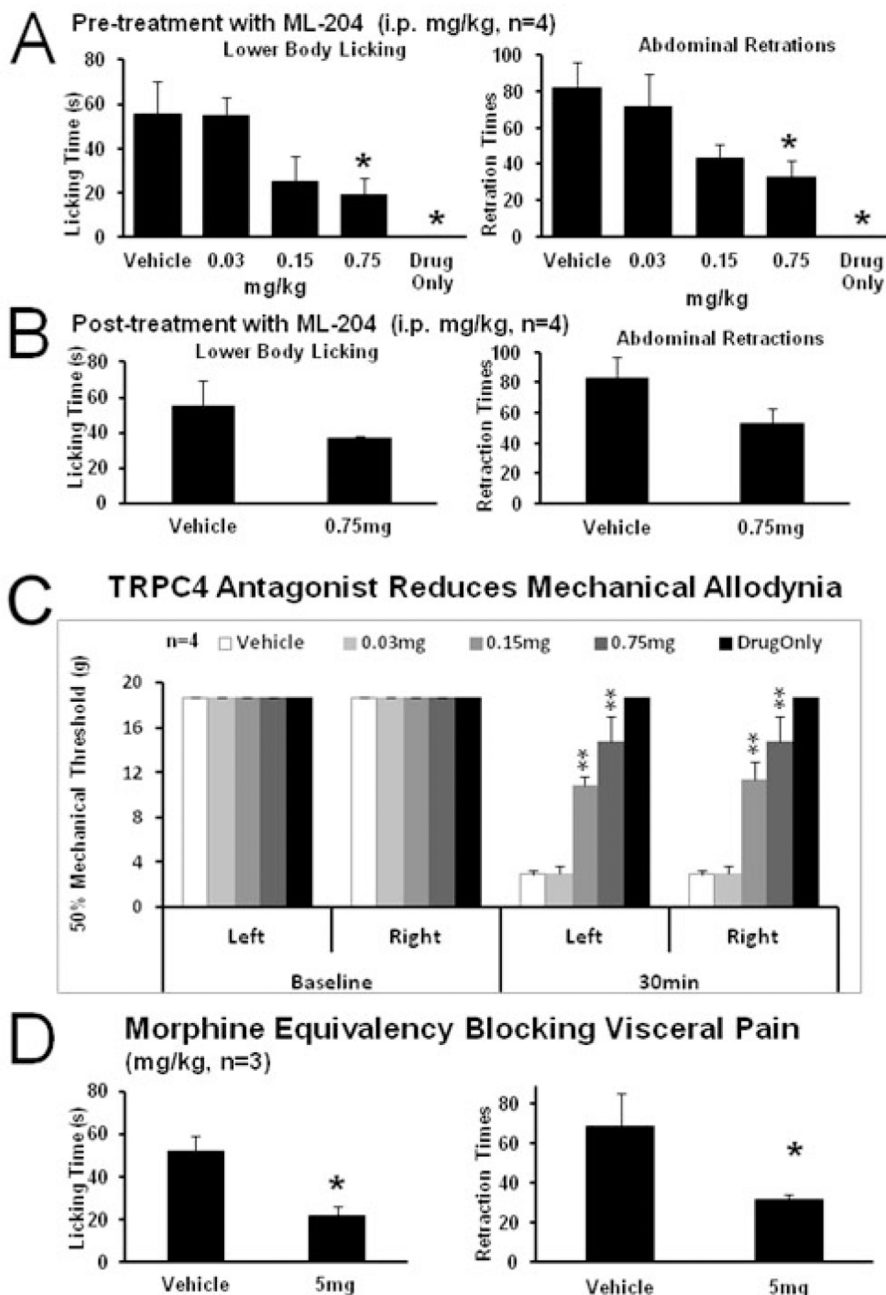 A
Pre-treatment with ML-204 (i.p. mg/kg, n=4)
Lower Body Licking
Licking Time (s)
80
60
40
20
0
Vehicle 0.03 0.15 0.75 Drug Only
mg/kg
Abdominal Retrations
Retration Times
100
80
60
40
20
0
*
*
Vehicle 0.03 0.15 0.75 Drug Only
mg/kg
*
*
B
Post-treatment with ML-204 (i.p. mg/kg, n=4)
Lower Body Licking
Licking Time (s)
80
60
40
20
0
Vehicle 0.75mg
Abdominal Retractions
Retraction Times
100
80
60
40
20
0
Vehicle 0.75mg
C
TRPC4 Antagonist Reduces Mechanical Allodynia
n=4 Vehicle 0.03mg 0.15mg 0.75mg DrugOnly
50% Mechanical Threshold (g)
20
16
12
8
4
0
** ** ** **
Left Right Left Right
Baseline 30min
D
Morphine Equivalency Blocking Visceral Pain
(mg/kg, n=3)
Licking Time (s)
80
60
40
20
0
*
Vehicle 5mg
Retraction Times
80
60
40
20
0
*
Vehicle 5mg